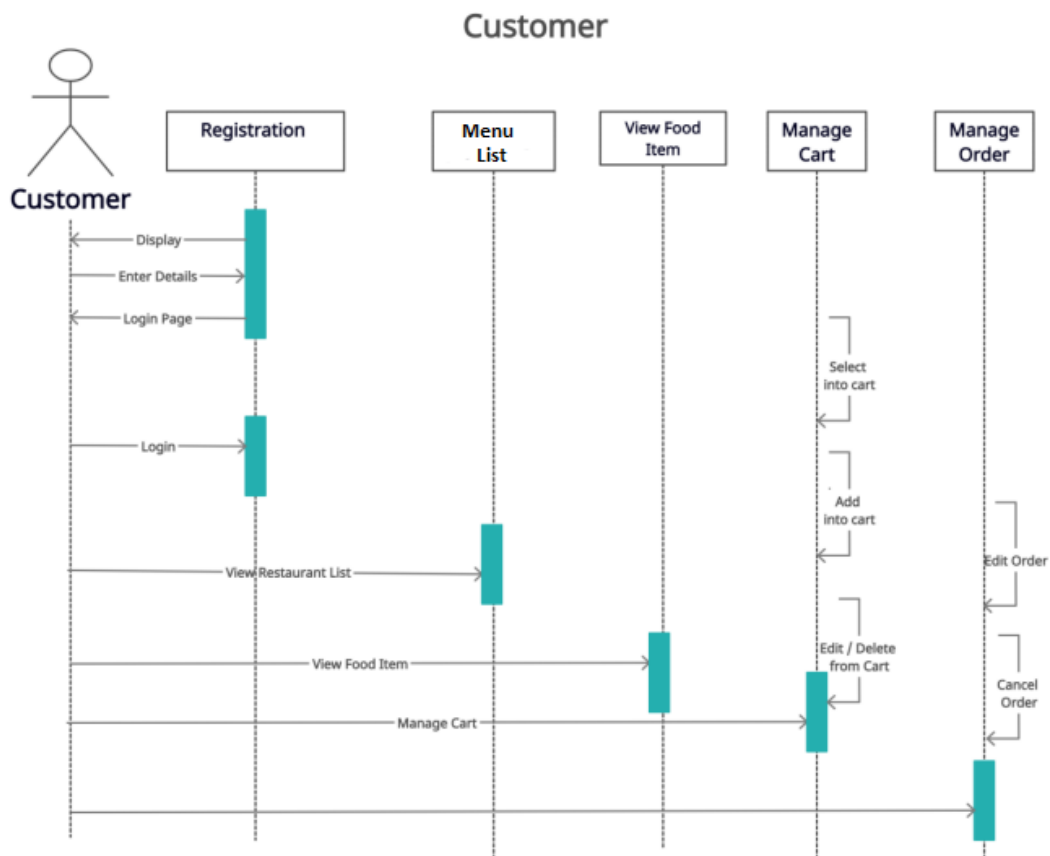 Customer
Registration
Menu
List
View Food
Item
Manage
Cart
Manage
Order
Customer
Display
Enter Details
Login Page
Select
into cart
Login
Add
into cart
Edit Order
View Restaurant List
Edit / Delete
from Cart
View Food Item
Cancel
Order
Manage Cart